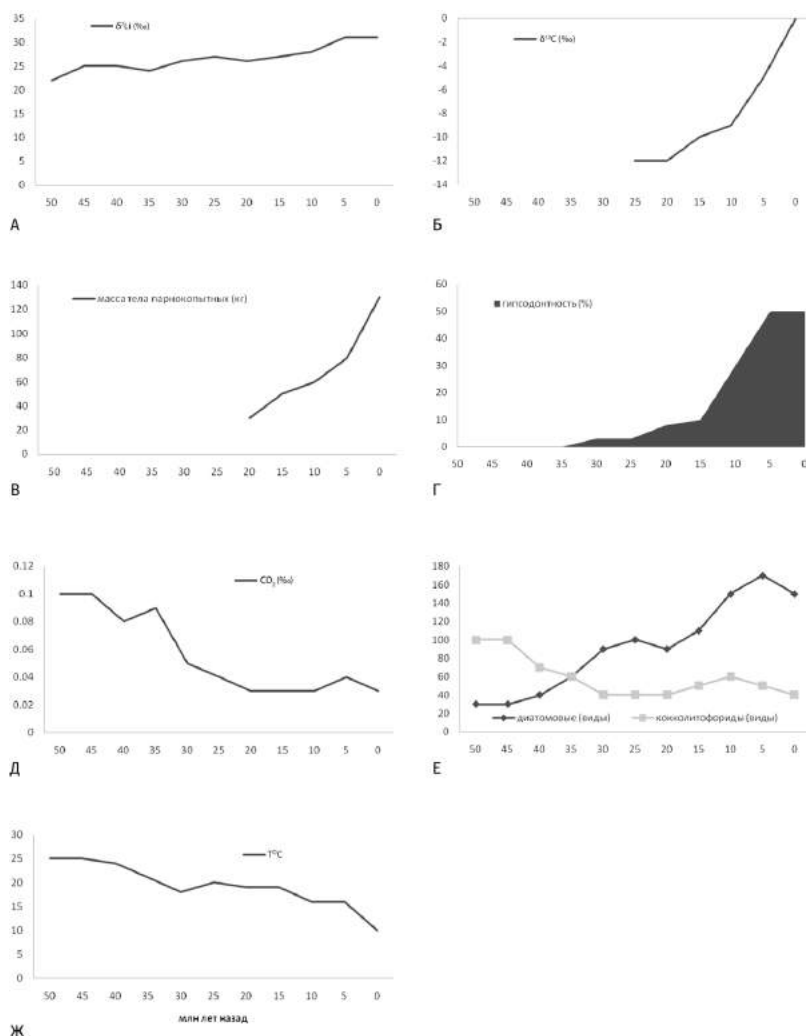 35
30
25
20
15
10
5
0
δ⁷Li (‰)
50 45 40 35 30 25 20 15 10 5 0
А
0
-2
-4
-6
-8
-10
-12
-14
δ¹³C (‰)
50 45 40 35 30 25 20 15 10 5 0
Б
140
120
100
80
60
40
20
0
масса тела парнокопытных (кг)
50 45 40 35 30 25 20 15 10 5 0
В
60
50
40
30
20
10
0
гипсодонтность (%)
50 45 40 35 30 25 20 15 10 5 0
Г
0.12
0.1
0.08
0.06
0.04
0.02
0
CO₂ (‰)
50 45 40 35 30 25 20 15 10 5 0
Д
180
160
140
120
100
80
60
40
20
0
диатомовые (виды) кокколитофориды (виды)
50 45 40 35 30 25 20 15 10 5 0
Е
30
25
20
15
10
5
0
T°C
50 45 40 35 30 25 20 15 10 5 0
млн лет назад
Ж